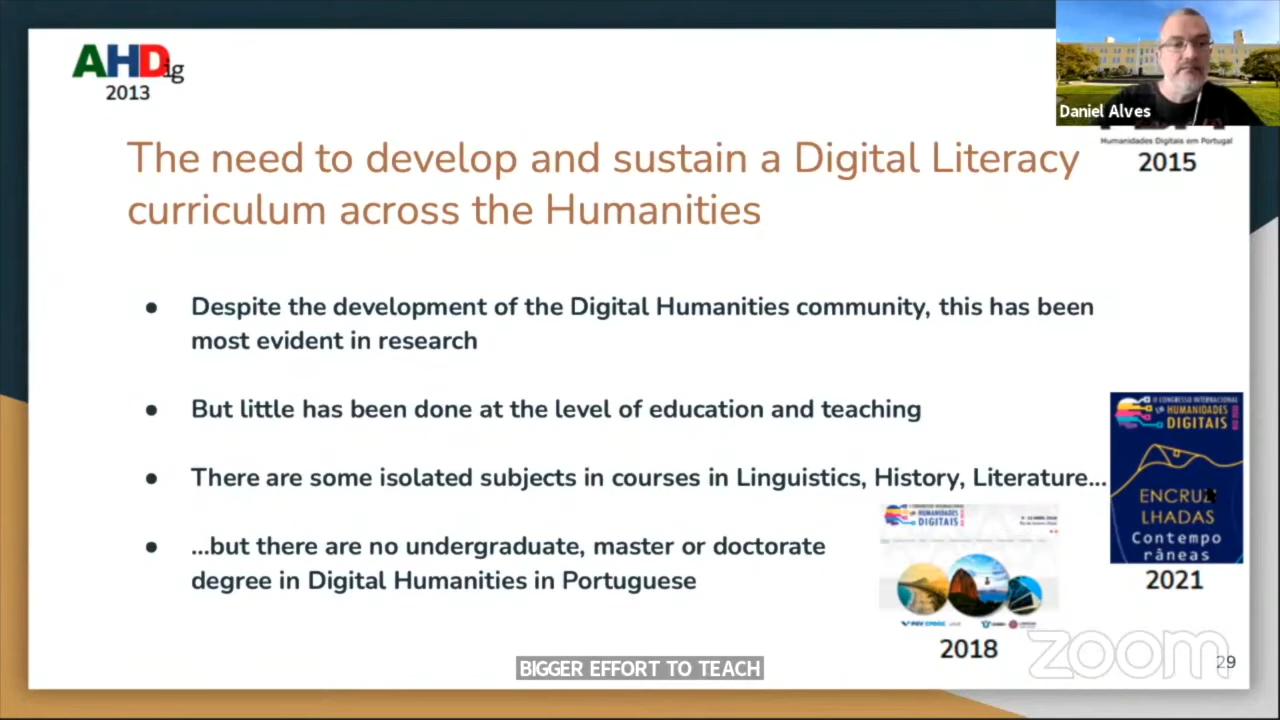 AHDig
2013
Daniel Alves
Humanidades Digitais em Portugal
2015
The need to develop and sustain a Digital Literacy
curriculum across the Humanities
● Despite the development of the Digital Humanities community, this has been
most evident in research
● But little has been done at the level of education and teaching
● There are some isolated subjects in courses in Linguistics, History, Literature...
● ...but there are no undergraduate, master or doctorate
degree in Digital Humanities in Portuguese
II CONGRESSO INTERNACIONAL
HUMANIDADES
DIGITAIS
ENCRUZI
LHADAS
Contempo
râneas
2021
HUMANIDADES
DIGITAIS
2018
zoom
29
BIGGER EFFORT TO TEACH